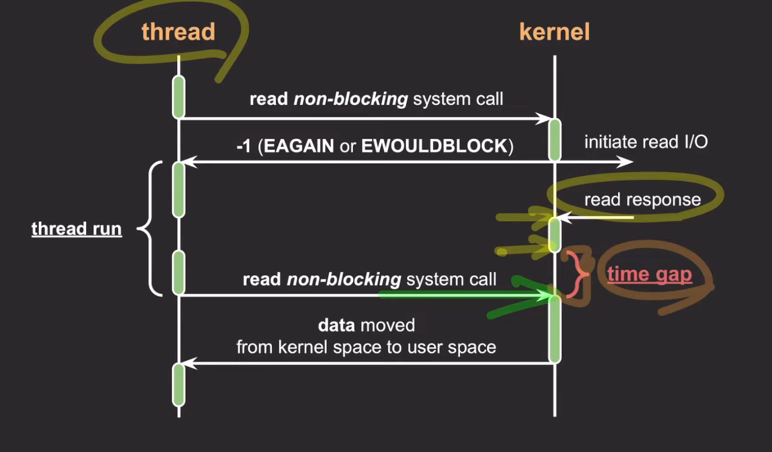 thread
kernel
read non-blocking system call
-1 (EAGAIN or EWOULDBLOCK)
initiate read I/O
read response
thread run
read non-blocking system call
time gap
data moved
from kernel space to user space